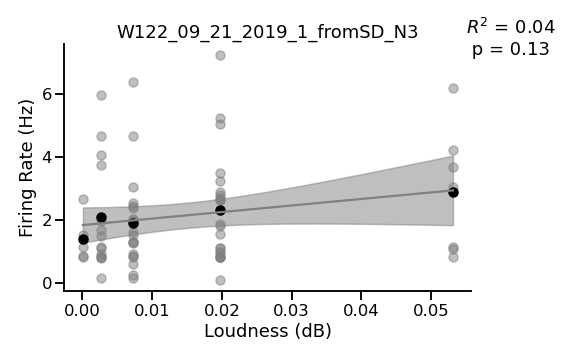 W122_09_21_2019_1_fromSD_N3
R² = 0.04
p = 0.13
Firing Rate (Hz)
6
4
2
0
0.00 0.01 0.02 0.03 0.04 0.05
Loudness (dB)